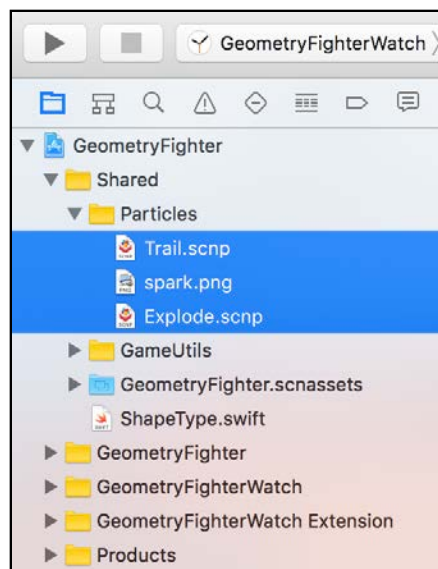 GeometryFighterWatch
GeometryFighter
Shared
Particles
Trail.scnp
spark.png
Explode.scnp
GameUtils
GeometryFighter.scnassets
ShapeType.swift
GeometryFighter
GeometryFighterWatch
GeometryFighterWatch Extension
Products